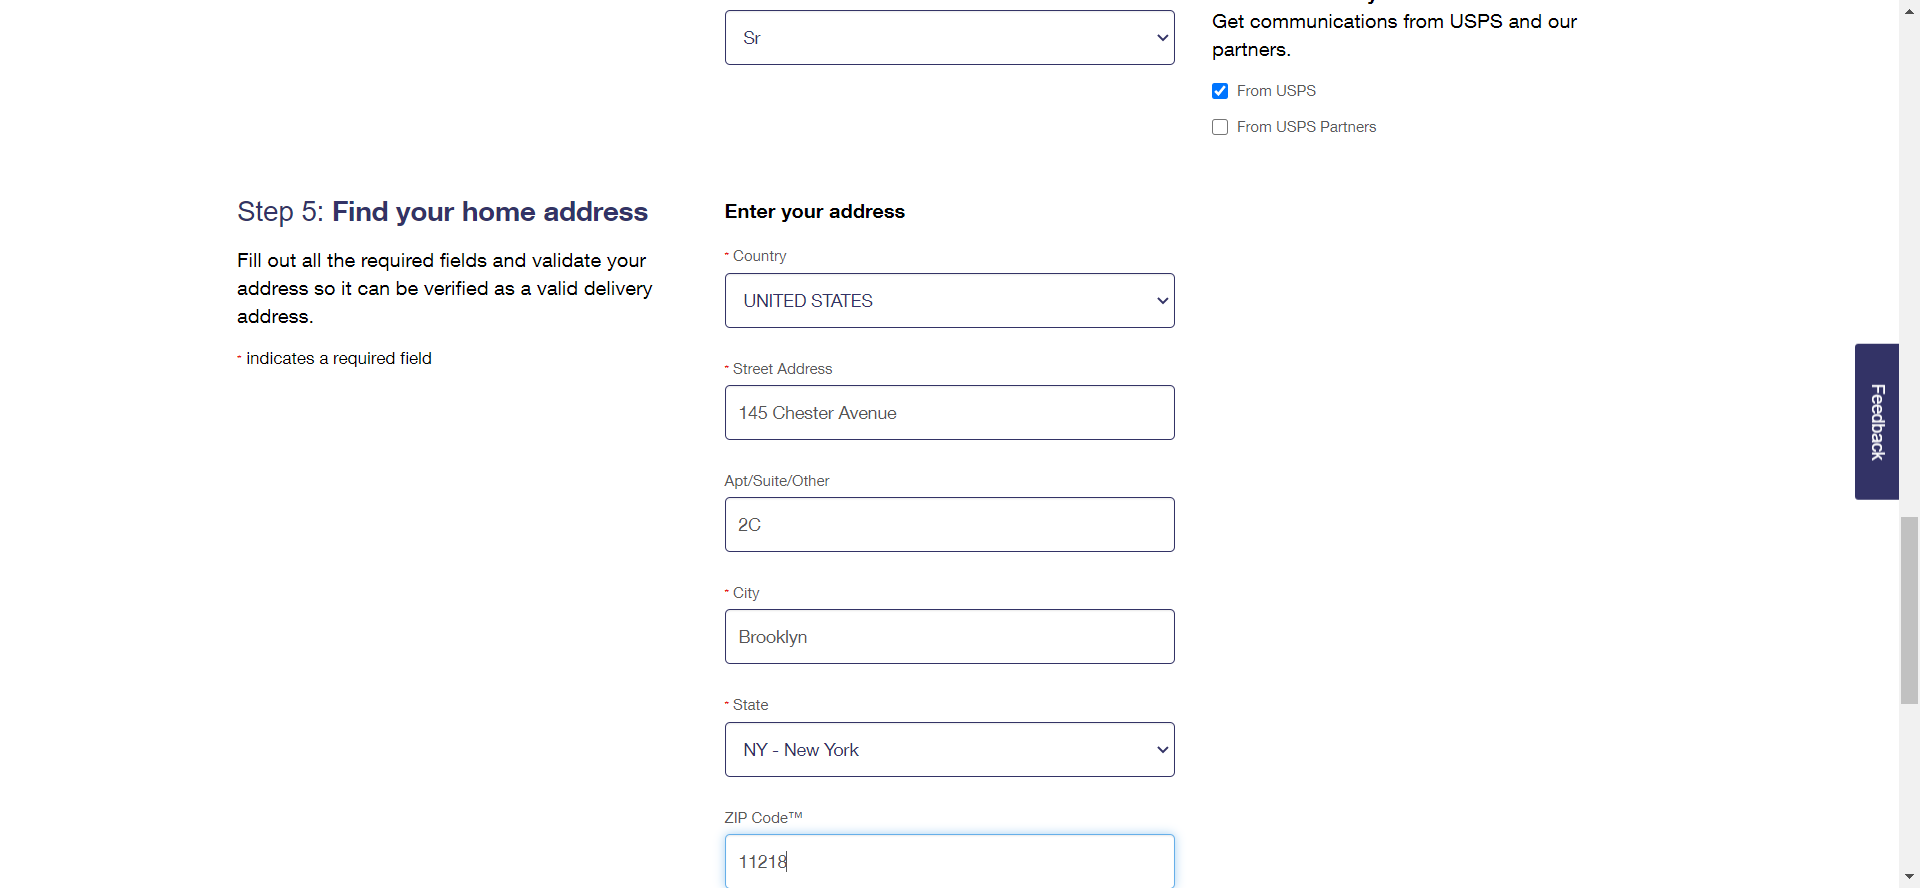 Sr
Get communications from USPS and our
partners.
From USPS
From USPS Partners
Step 5: Find your home address
Fill out all the required fields and validate your
address so it can be verified as a valid delivery
address.
* indicates a required field
Enter your address
* Country
UNITED STATES
* Street Address
145 Chester Avenue
Apt/Suite/Other
2C
* City
Brooklyn
* State
NY - New York
ZIP Code™
11218
Feedback